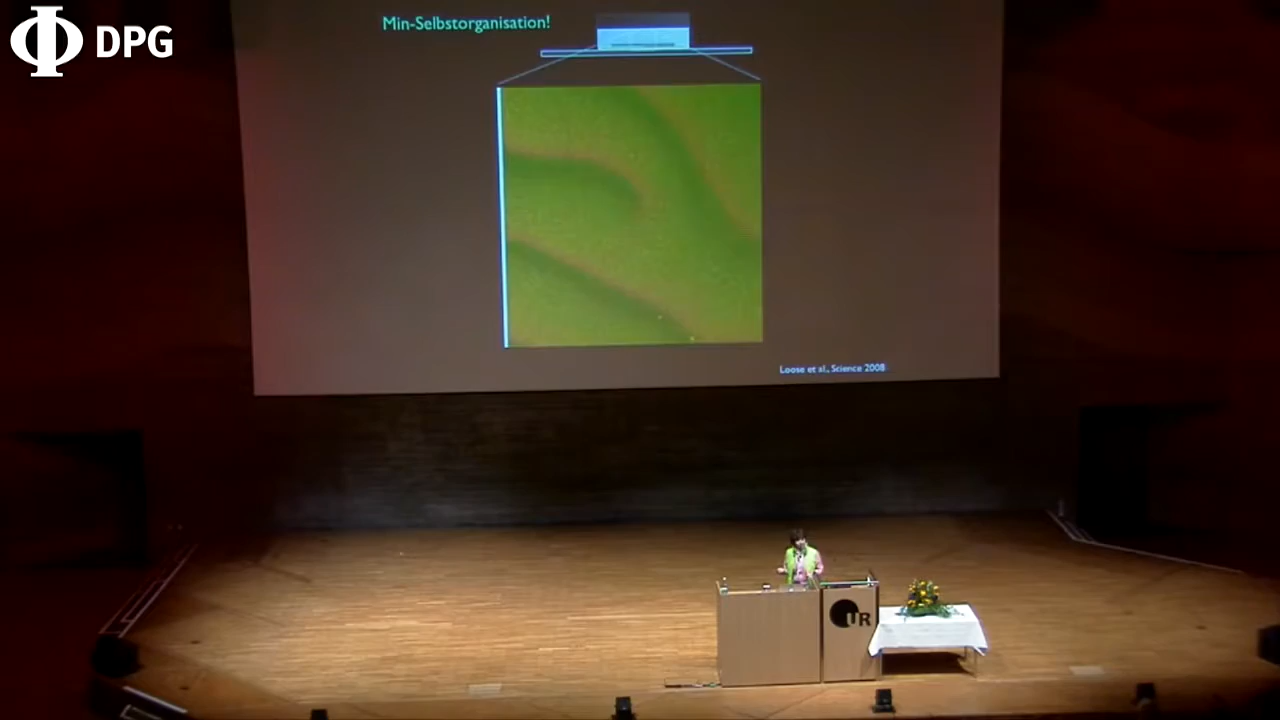 DPG
Min-Selbstorganisation!
Loose et al., Science 2008
UR